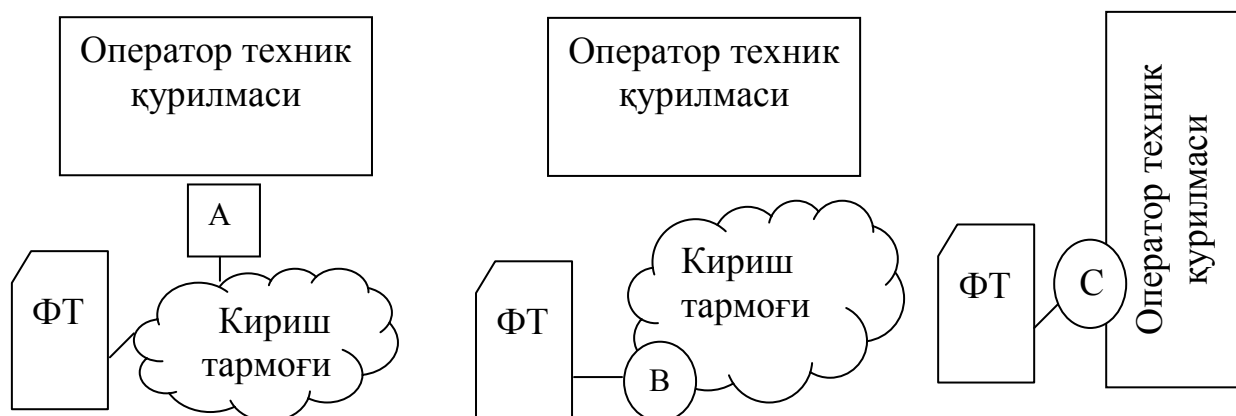 Оператор техник
қурилмаси
А
ФТ
Кириш
тармоғи
Оператор техник
қурилмаси
Кириш
тармоғи
ФТ
В
ФТ
С
Оператор техник
қурилмаси